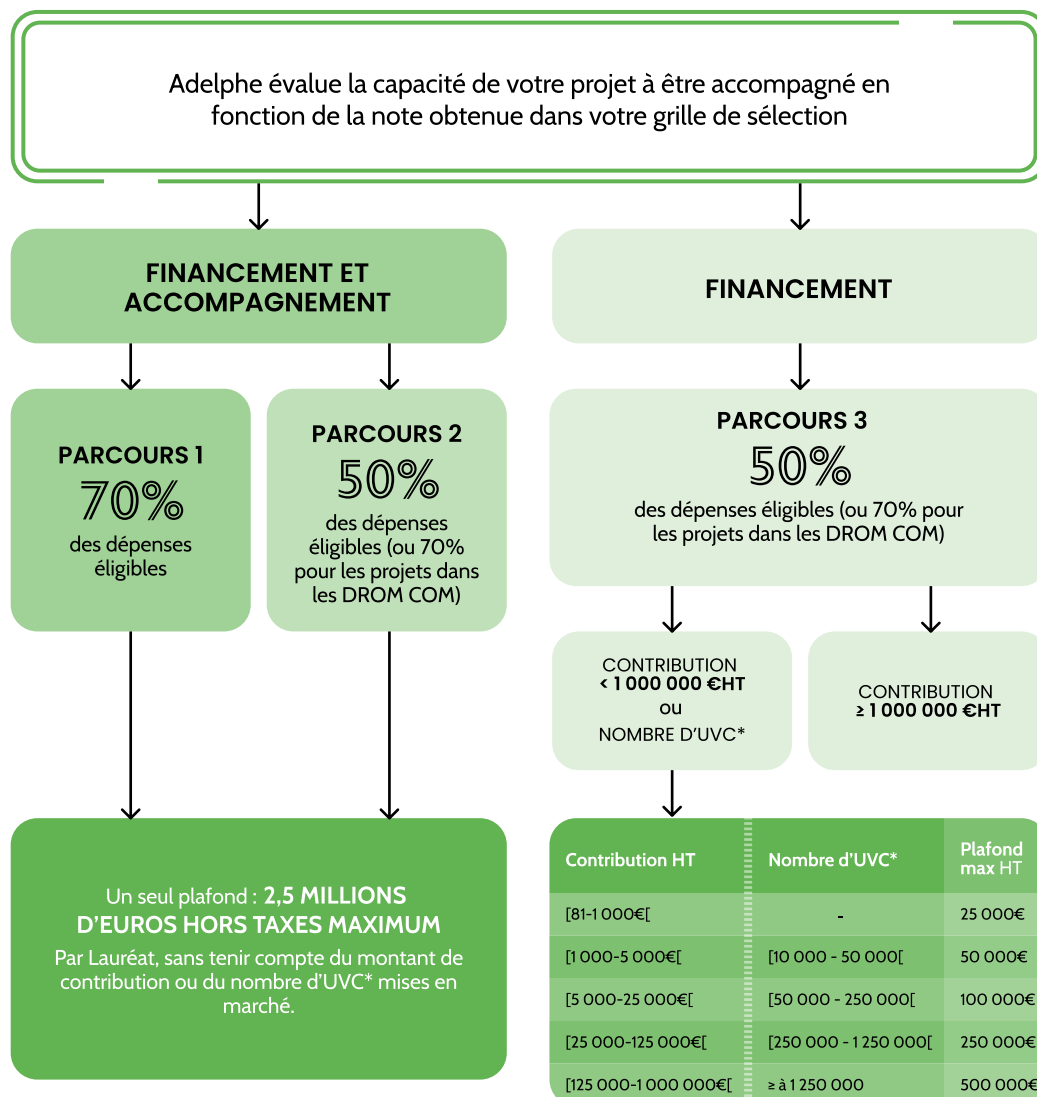 Adelphe évalue la capacité de votre projet à être accompagné en
fonction de la note obtenue dans votre grille de sélection
FINANCEMENT ET
ACCOMPAGNEMENT
FINANCEMENT
PARCOURS 1
70%
des dépenses
éligibles
PARCOURS 2
50%
des dépenses
éligibles (ou 70%
pour les projets dans
les DROM COM)
PARCOURS 3
50%
des dépenses éligibles (ou 70% pour
les projets dans les DROM COM)
CONTRIBUTION
< 1 000 000 €HT
ou
NOMBRE D'UVC*
CONTRIBUTION
≥ 1 000 000 €HT
Un seul plafond : 2,5 MILLIONS
D'EUROS HORS TAXES MAXIMUM
Par Lauréat, sans tenir compte du montant de
contribution ou du nombre d'UVC* mises en
marché.
Contribution HT Nombre d'UVC* Plafond
max HT
[81-1 000€[ - 25 000€
[1 000-5 000€[ [10 000 - 50 000[ 50 000€
[5 000-25 000€[ [50 000 - 250 000[ 100 000€
[25 000-125 000€[ [250 000 - 1 250 000[ 250 000€
[125 000-1 000 000€[ ≥ à 1 250 000 500 000€